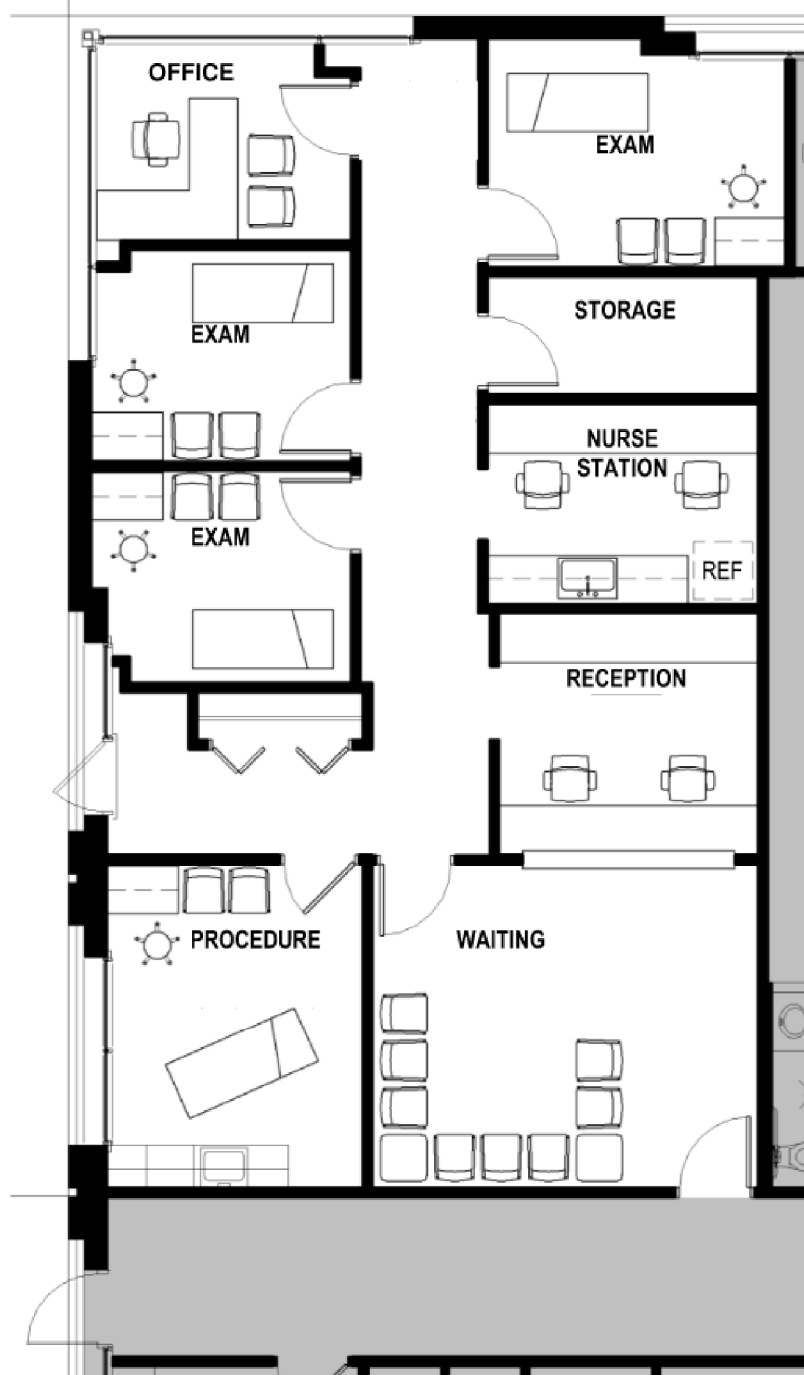 OFFICE
EXAM
EXAM
STORAGE
NURSE
STATION
EXAM
REF
RECEPTION
PROCEDURE
WAITING